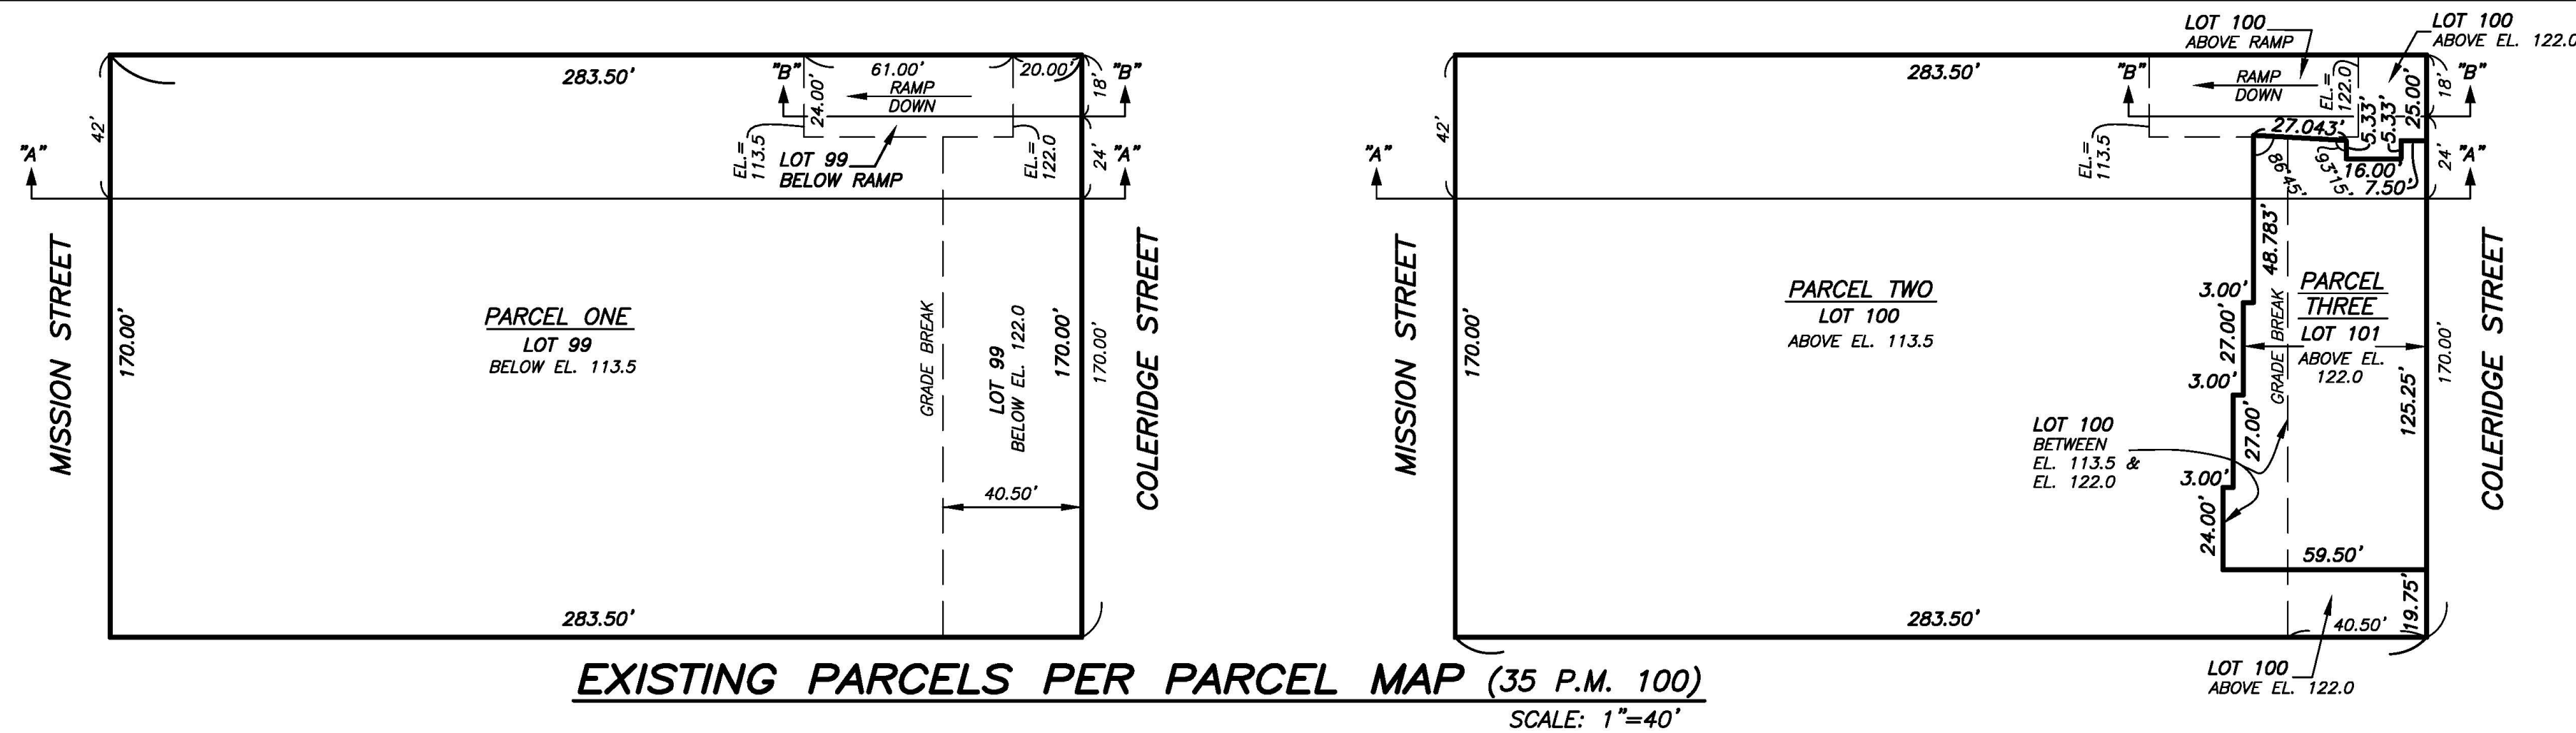 283.50'
"B"
61.00'
20.00'
"B"
RAMP
DOWN
24.00'
18'
42'
"A"
EL.=
113.5
LOT 99
BELOW RAMP
EL.=
122.0
24'
"A"
MISSION STREET
170.00'
PARCEL ONE
LOT 99
BELOW EL. 113.5
GRADE BREAK
LOT 99
BELOW EL. 122.0
170.00'
170.00'
COLERIDGE STREET
40.50'
283.50'
LOT 100
ABOVE RAMP
LOT 100
ABOVE EL. 122.0
283.50'
"B"
RAMP
DOWN
EL.=
122.0
5.33'
5.33'
25.00'
18'
"B"
42'
"A"
EL.=
113.5
27.043'
86°45'
93°15'
16.00'
7.50'
24'
"A"
MISSION STREET
170.00'
PARCEL TWO
LOT 100
ABOVE EL. 113.5
48.783'
3.00'
27.00'
3.00'
27.00'
3.00'
24.00'
GRADE BREAK
PARCEL
THREE
LOT 101
ABOVE EL.
122.0
125.25'
170.00'
COLERIDGE STREET
LOT 100
BETWEEN
EL. 113.5 &
EL. 122.0
59.50'
19.75'
283.50'
40.50'
LOT 100
ABOVE EL. 122.0
EXISTING PARCELS PER PARCEL MAP (35 P.M. 100)
SCALE: 1"=40'